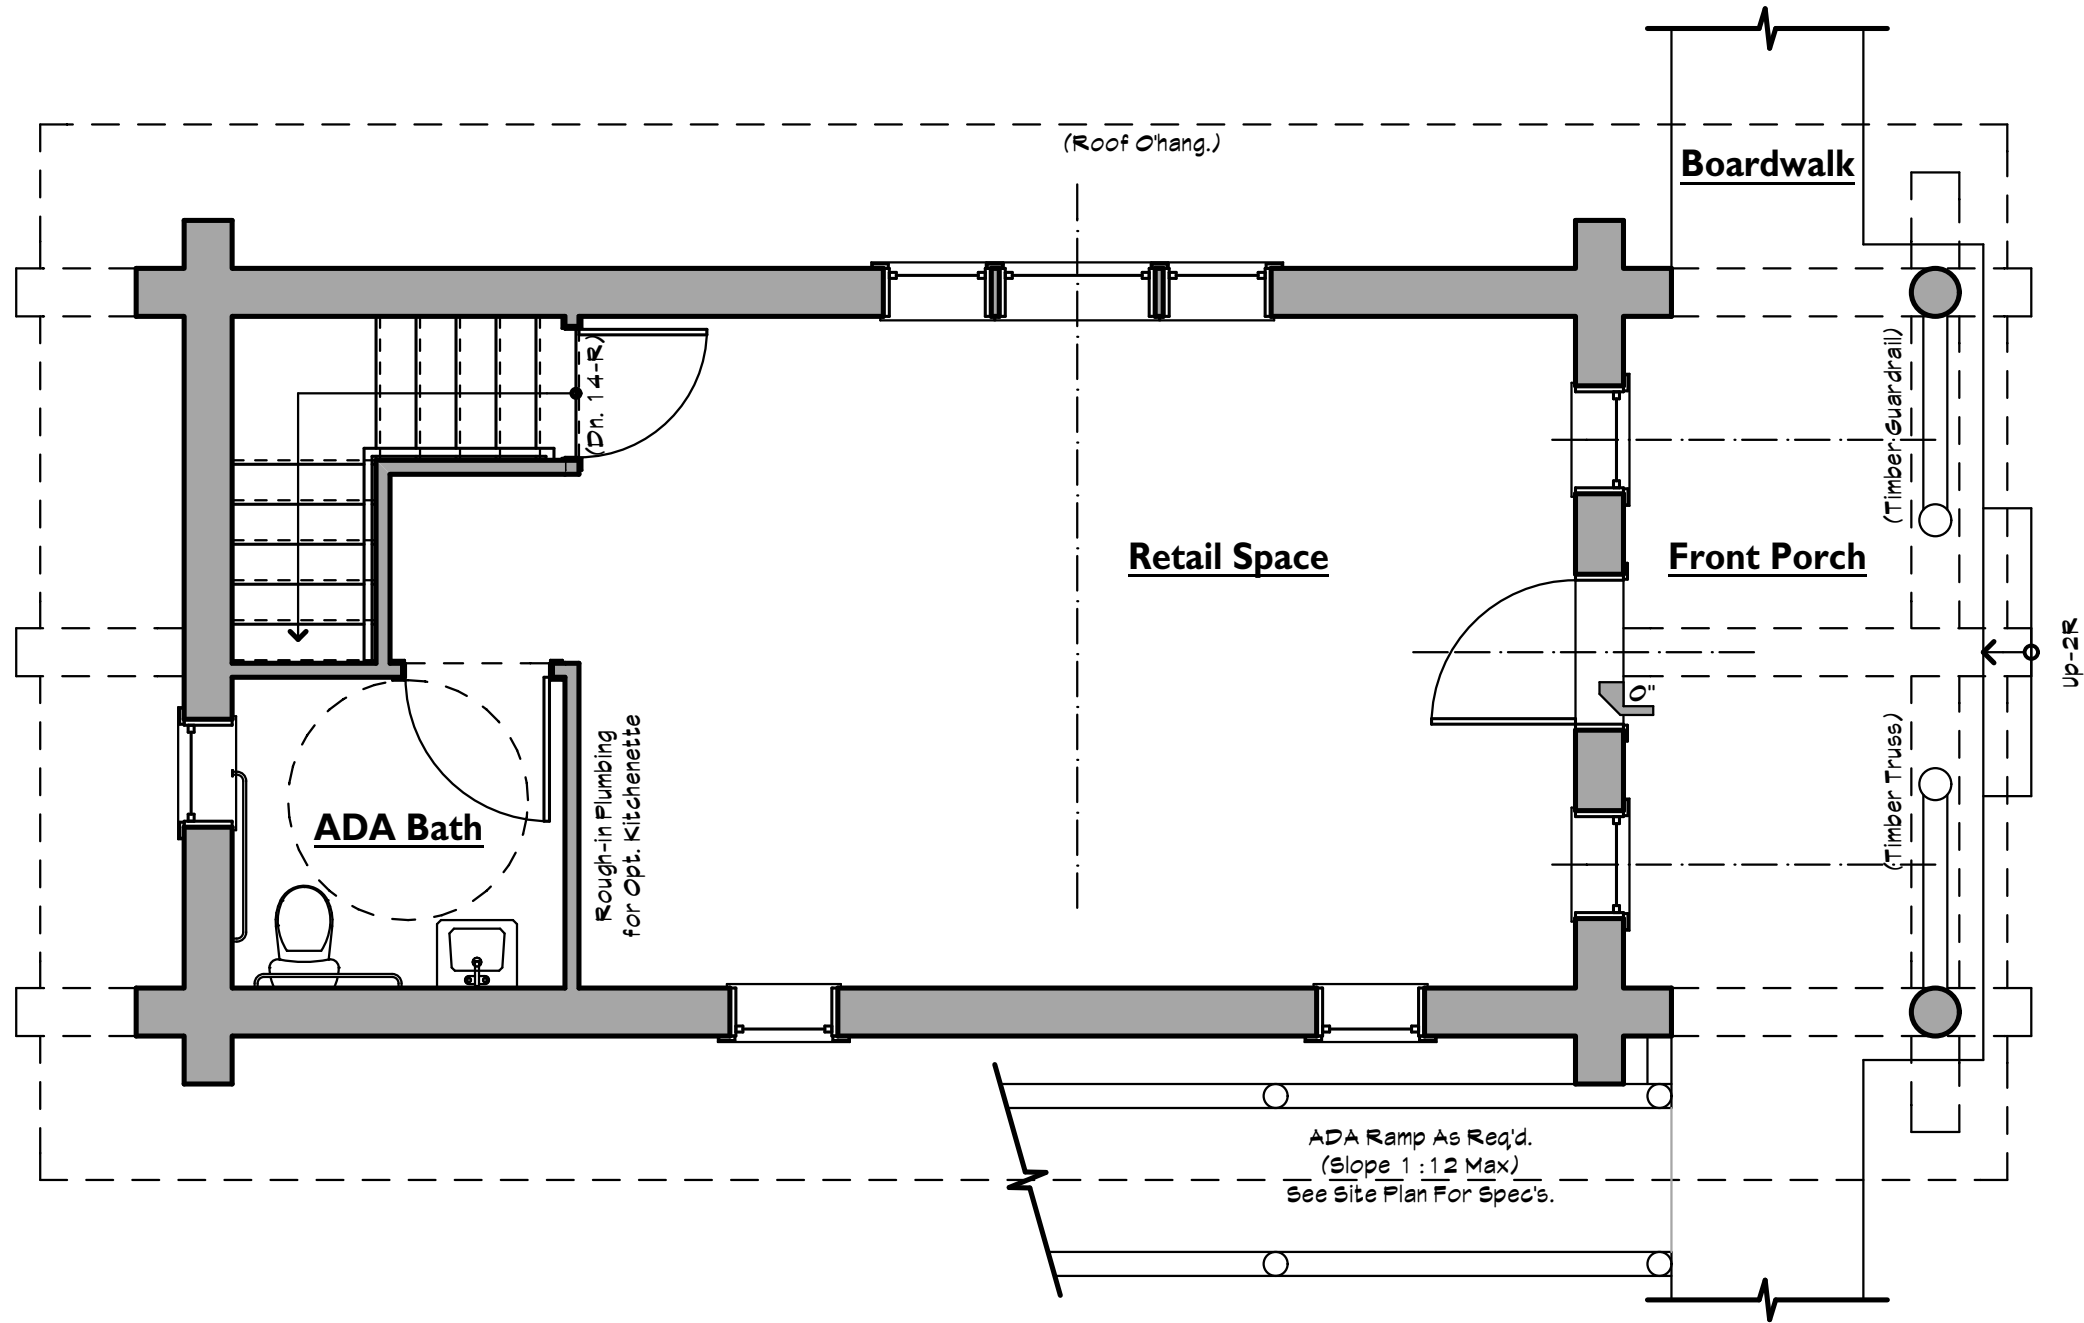 (Roof O'hang.)
Boardwalk
(Dn. 14-R)
(Timber Guardrail)
Retail Space
Front Porch
up-2R
0"
Rough-in Plumbing
for Opt. Kitchenette
(Timber Truss)
ADA Bath
ADA Ramp As Req'd.
(Slope 1:12 Max)
See Site Plan For Spec's.